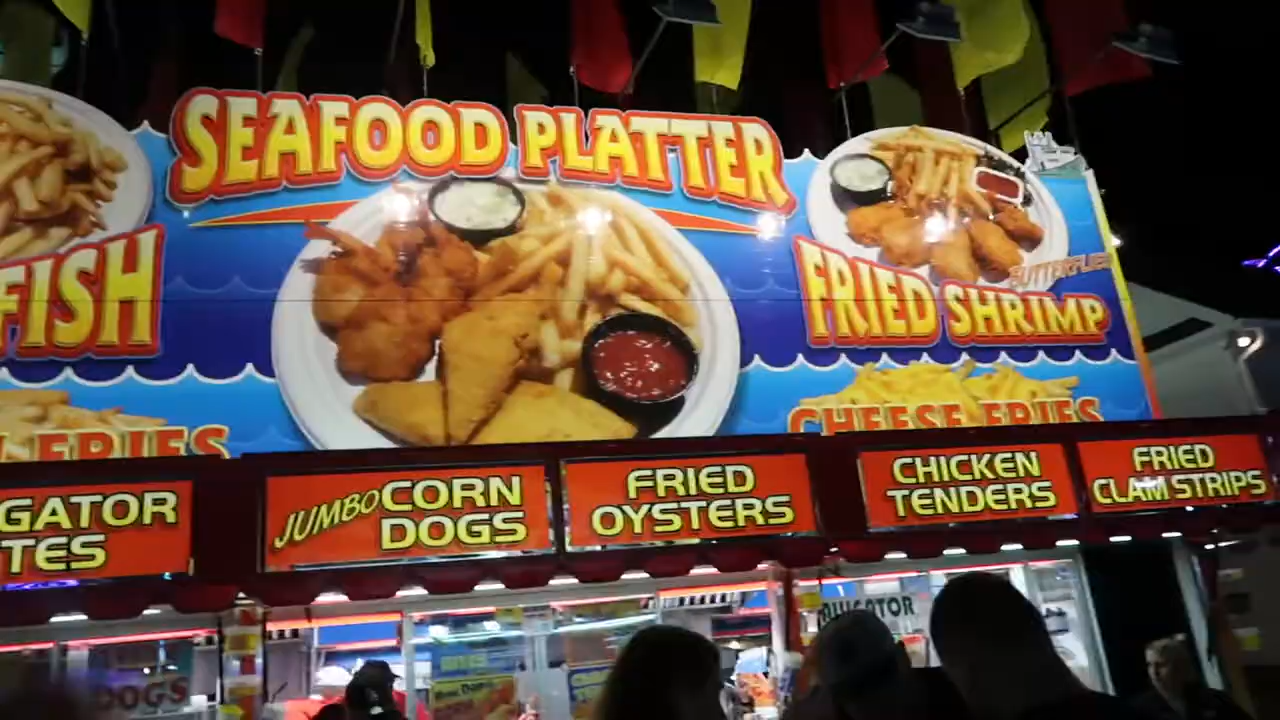 SEAFOOD PLATTER
FISH
BUTTERFLIED
FRIED SHRIMP
FRIES
CHEESE FRIES
GATOR
TES
JUMBO CORN
DOGS
FRIED
OYSTERS
CHICKEN
TENDERS
FRIED
CLAM STRIPS
ALLIGATOR
DOGS